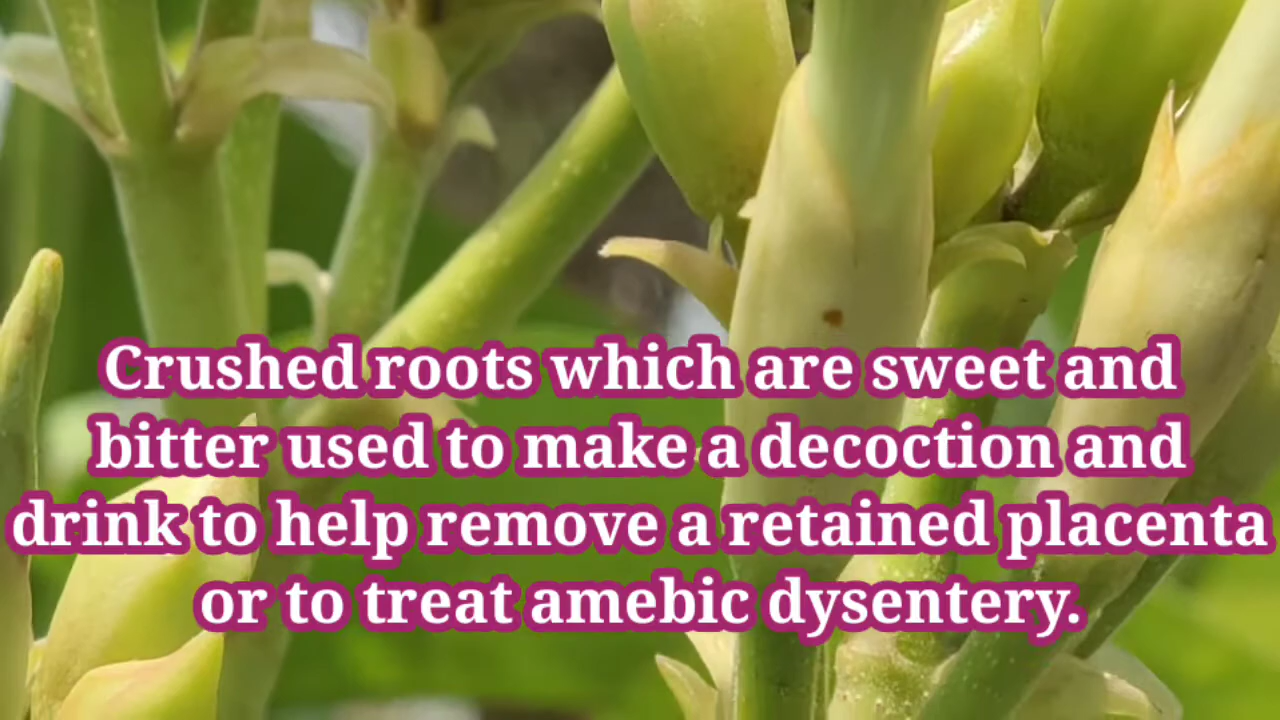 Crushed roots which are sweet and
bitter used to make a decoction and
drink to help remove a retained placenta
or to treat amebic dysentery.